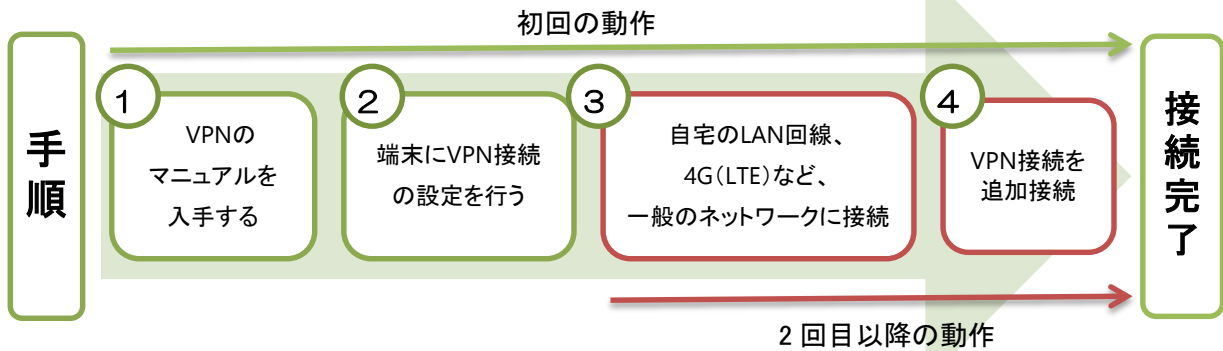 初回の動作
手順
1
VPNの
マニュアルを
入手する
2
端末にVPN接続
の設定を行う
3
自宅のLAN回線、
4G(LTE)など、
一般のネットワークに接続
4
VPN接続を
追加接続
接続完了
2回目以降の動作